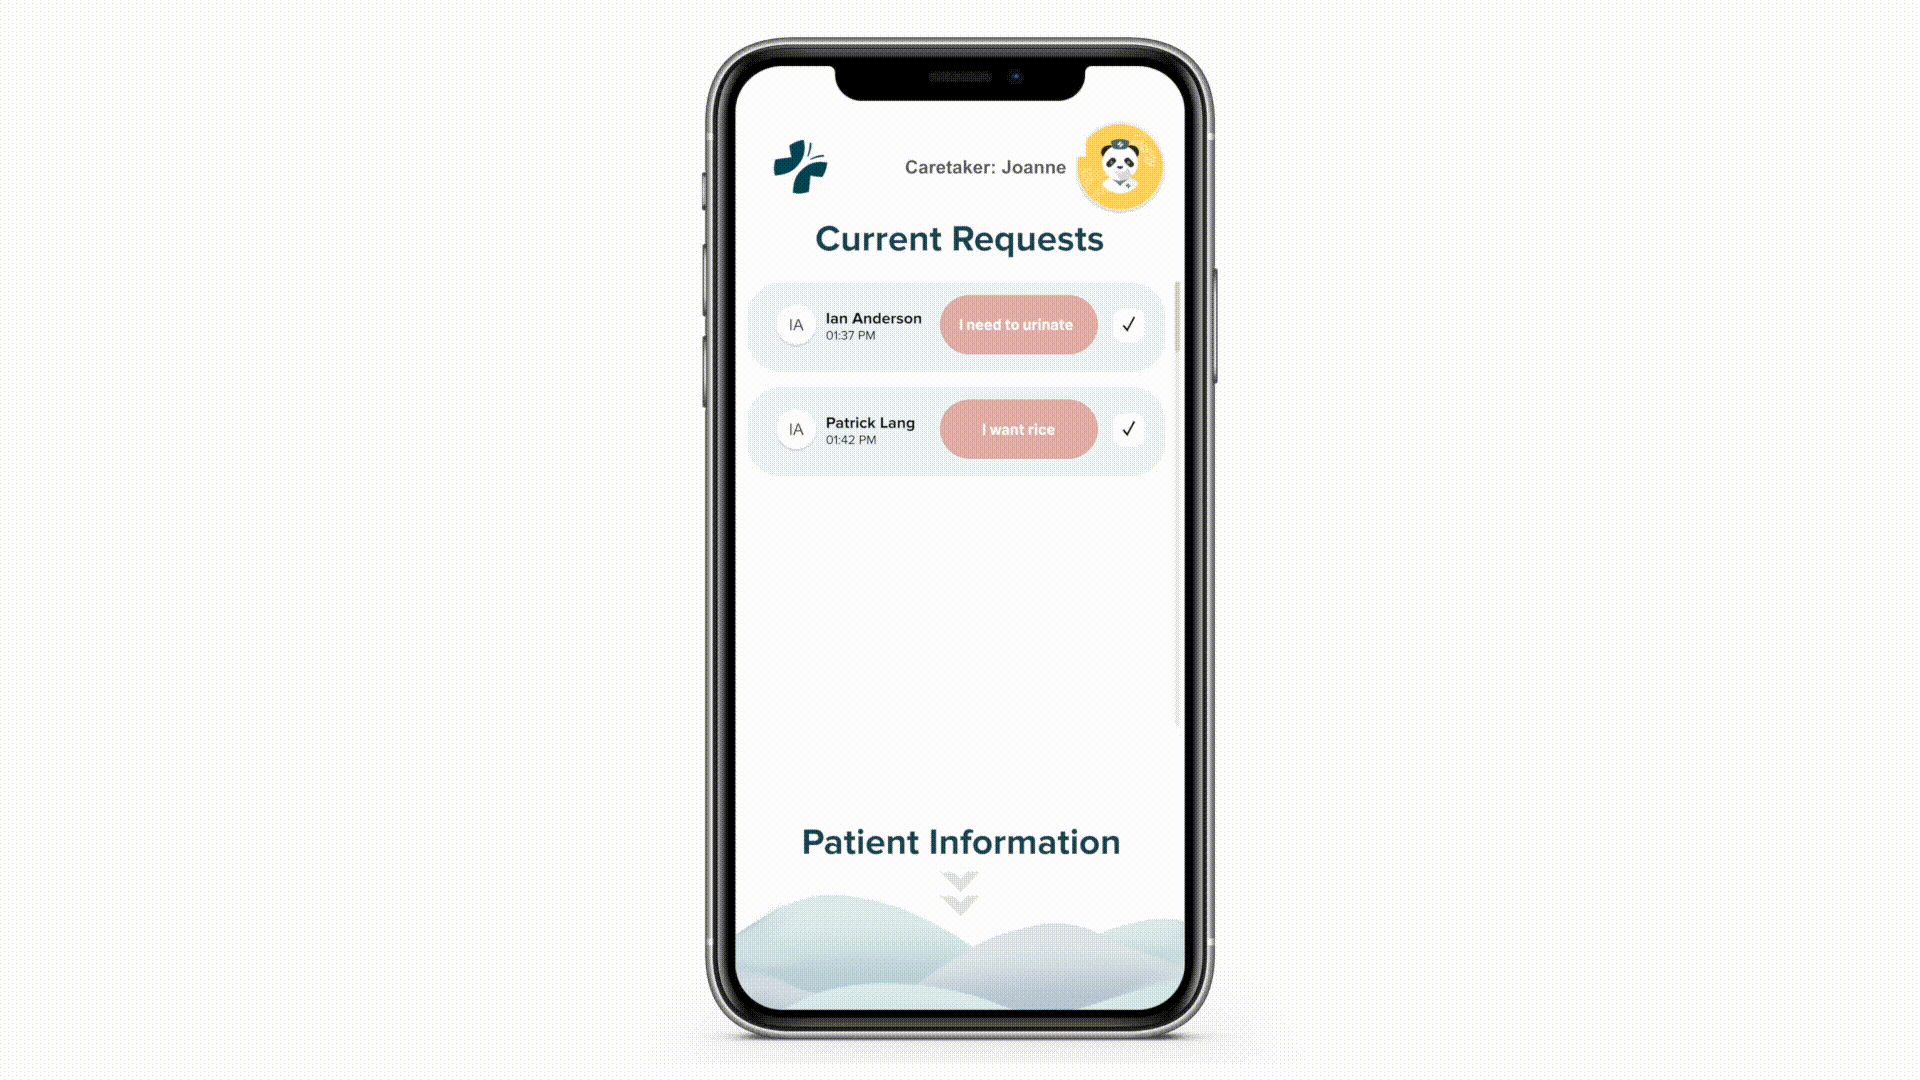 Caretaker: Joanne
Current Requests
IA
Ian Anderson
01:37 PM
I need to urinate
✓
IA
Patrick Lang
01:42 PM
I want rice
✓
Patient Information